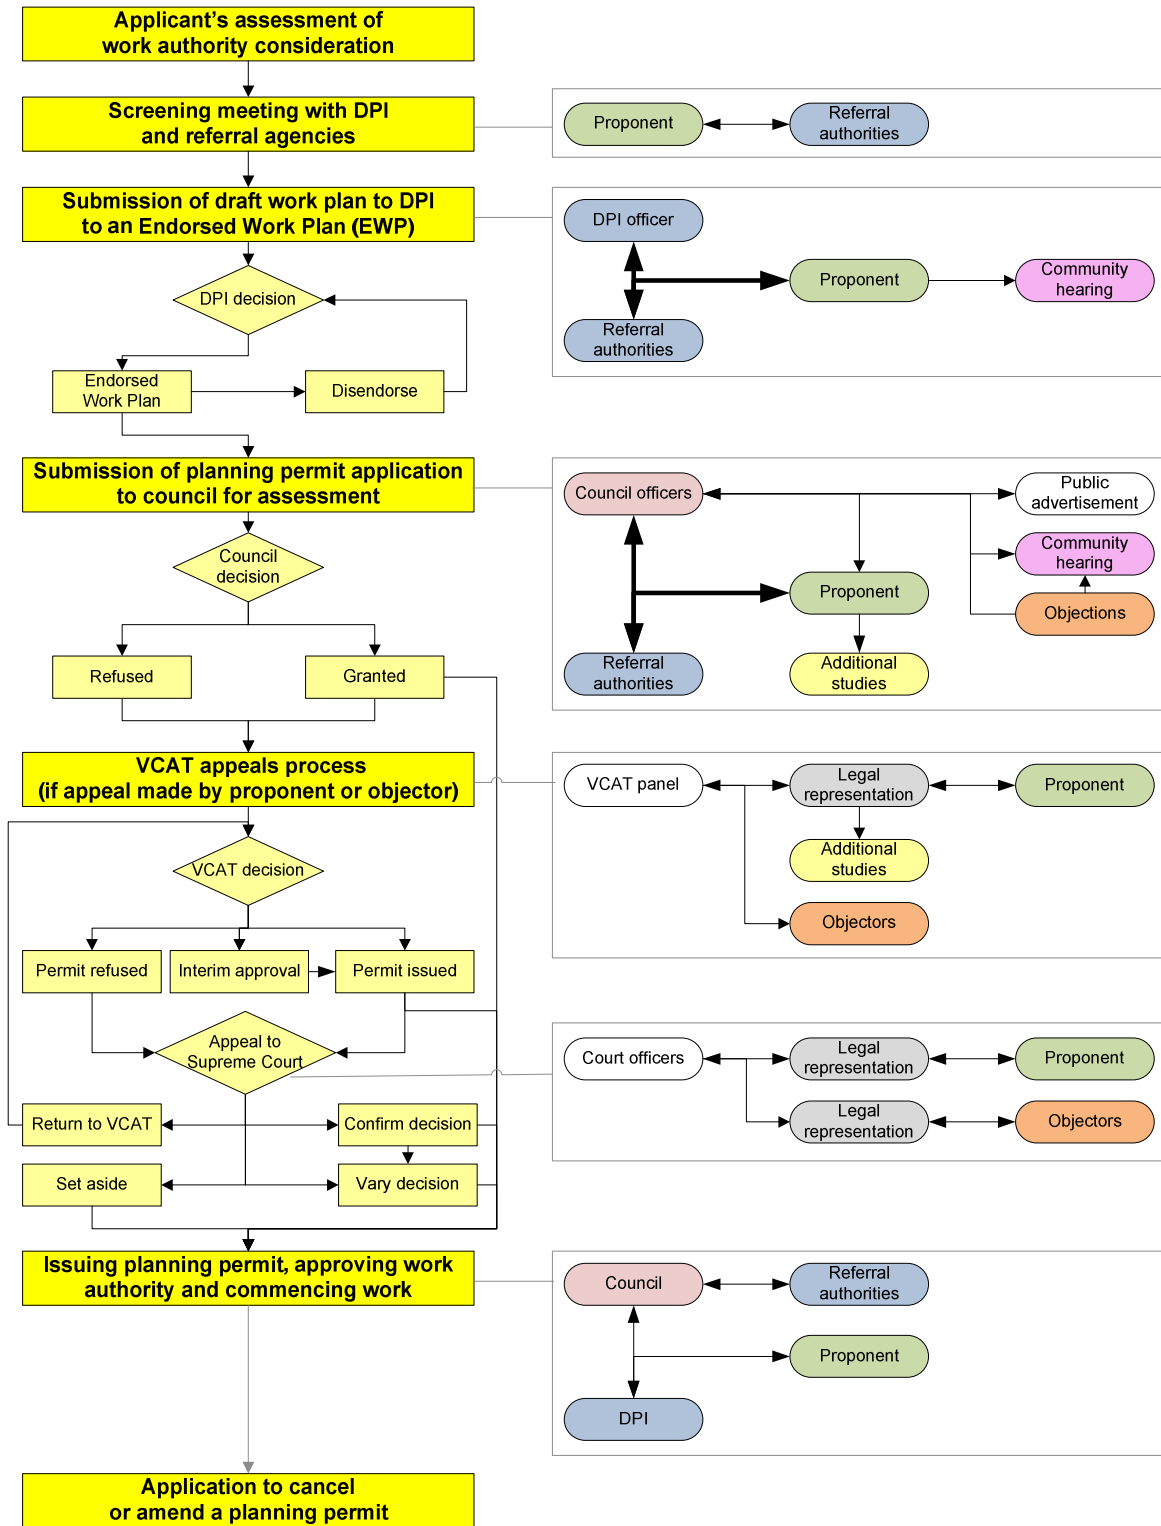 Applicant's assessment of
work authority consideration
Screening meeting with DPI
and referral agencies
Proponent
Referral
authorities
Submission of draft work plan to DPI
to an Endorsed Work Plan (EWP)
DPI officer
DPI decision
Proponent
Community
hearing
Referral
authorities
Endorsed
Work Plan
Disendorse
Submission of planning permit application
to council for assessment
Council officers
Public
advertisement
Council
decision
Community
hearing
Proponent
Objections
Refused
Granted
Referral
authorities
Additional
studies
VCAT appeals process
(if appeal made by proponent or objector)
VCAT panel
Legal
representation
Proponent
VCAT decision
Additional
studies
Objectors
Permit refused
Interim approval
Permit issued
Appeal to
Supreme Court
Court officers
Legal
representation
Proponent
Return to VCAT
Confirm decision
Legal
representation
Objectors
Set aside
Vary decision
Issuing planning permit, approving work
authority and commencing work
Council
Referral
authorities
Proponent
DPI
Application to cancel
or amend a planning permit